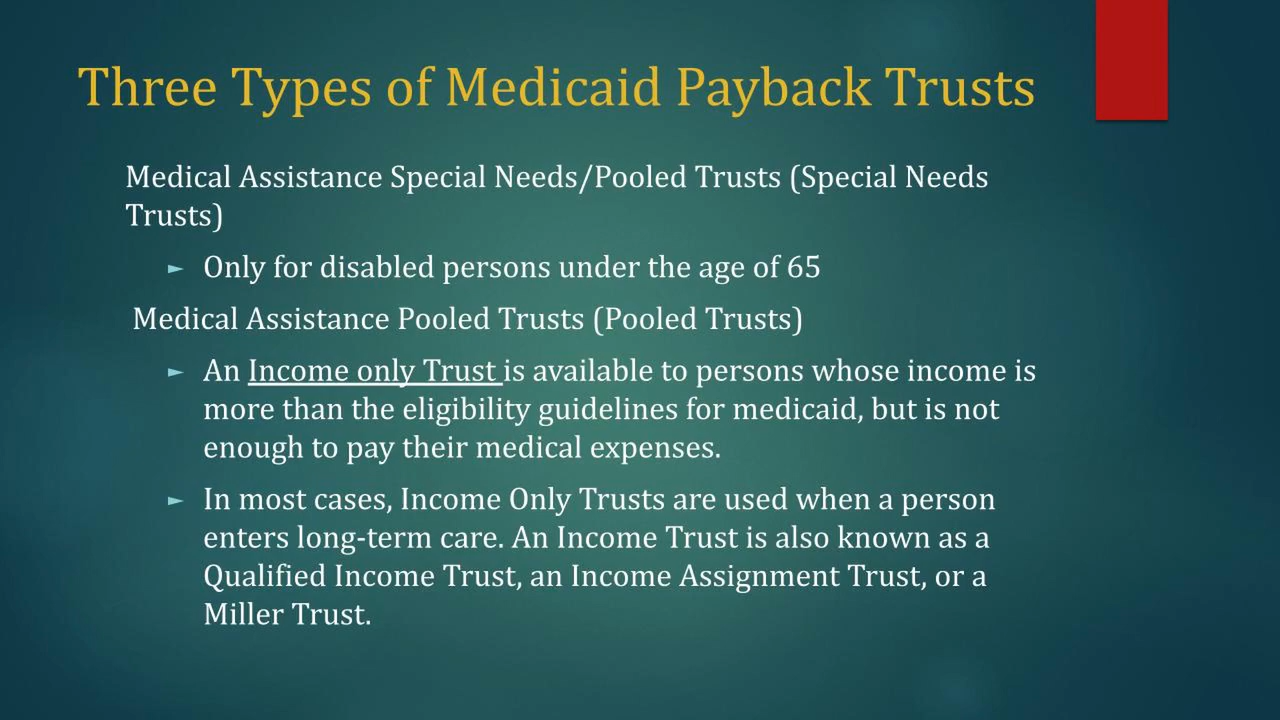 Three Types of Medicaid Payback Trusts
Medical Assistance Special Needs/Pooled Trusts (Special Needs
Trusts)
► Only for disabled persons under the age of 65
Medical Assistance Pooled Trusts (Pooled Trusts)
► An Income only Trust is available to persons whose income is
more than the eligibility guidelines for medicaid, but is not
enough to pay their medical expenses.
► In most cases, Income Only Trusts are used when a person
enters long-term care. An Income Trust is also known as a
Qualified Income Trust, an Income Assignment Trust, or a
Miller Trust.